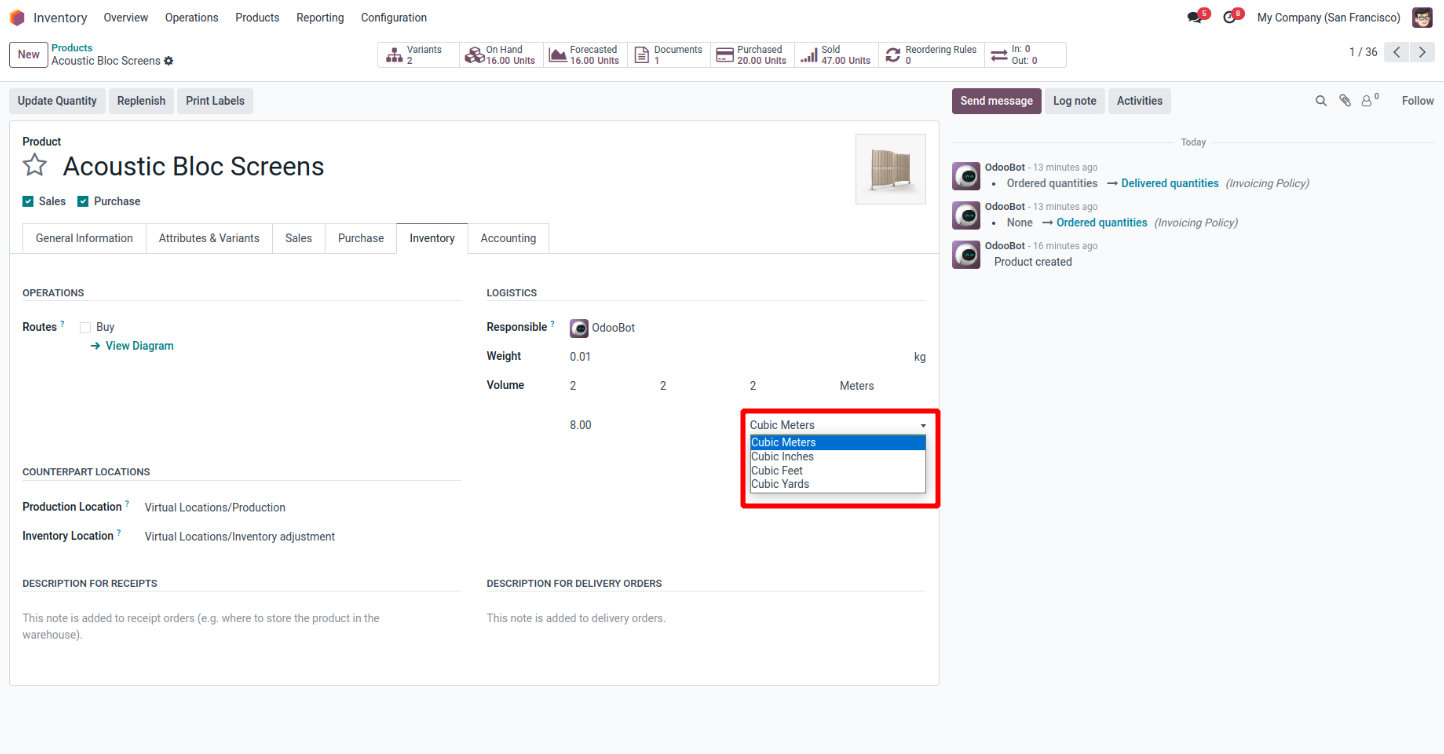 Inventory Overview Operations Products Reporting Configuration 5 8 My Company (San Francisco)
New Products Acoustic Bloc Screens
Variants 2 On Hand 16.00 Units Forecasted 16.00 Units Documents 1 Purchased 20.00 Units Sold 47.00 Units Reordering Rules 0 In: 0 Out: 0 1 / 36
Update Quantity Replenish Print Labels Send message Log note Activities 0 Follow
Product
Acoustic Bloc Screens
Sales Purchase
General Information Attributes & Variants Sales Purchase Inventory Accounting
OPERATIONS
Routes ? Buy
View Diagram
LOGISTICS
Responsible ? OdooBot
Weight 0.01 kg
Volume 2 2 2 Meters
8.00 Cubic Meters
Cubic Meters
Cubic Inches
Cubic Feet
Cubic Yards
COUNTERPART LOCATIONS
Production Location ? Virtual Locations/Production
Inventory Location ? Virtual Locations/Inventory adjustment
DESCRIPTION FOR RECEIPTS
This note is added to receipt orders (e.g. where to store the product in the
warehouse).
DESCRIPTION FOR DELIVERY ORDERS
This note is added to delivery orders.
Today
OdooBot - 13 minutes ago
• Ordered quantities → Delivered quantities (Invoicing Policy)
OdooBot - 13 minutes ago
• None → Ordered quantities (Invoicing Policy)
OdooBot - 16 minutes ago
Product created